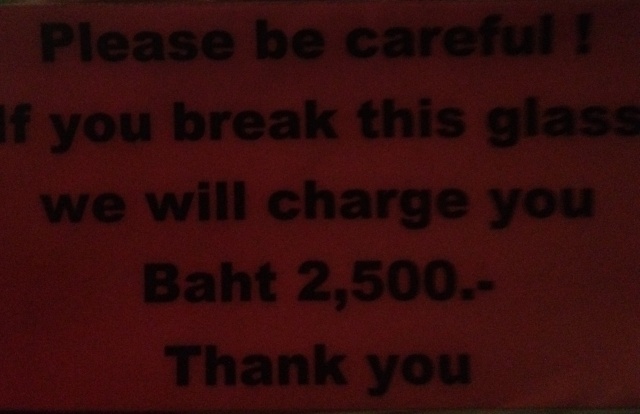 Please be careful !
If you break this glass
we will charge you
Baht 2,500.-
Thank you